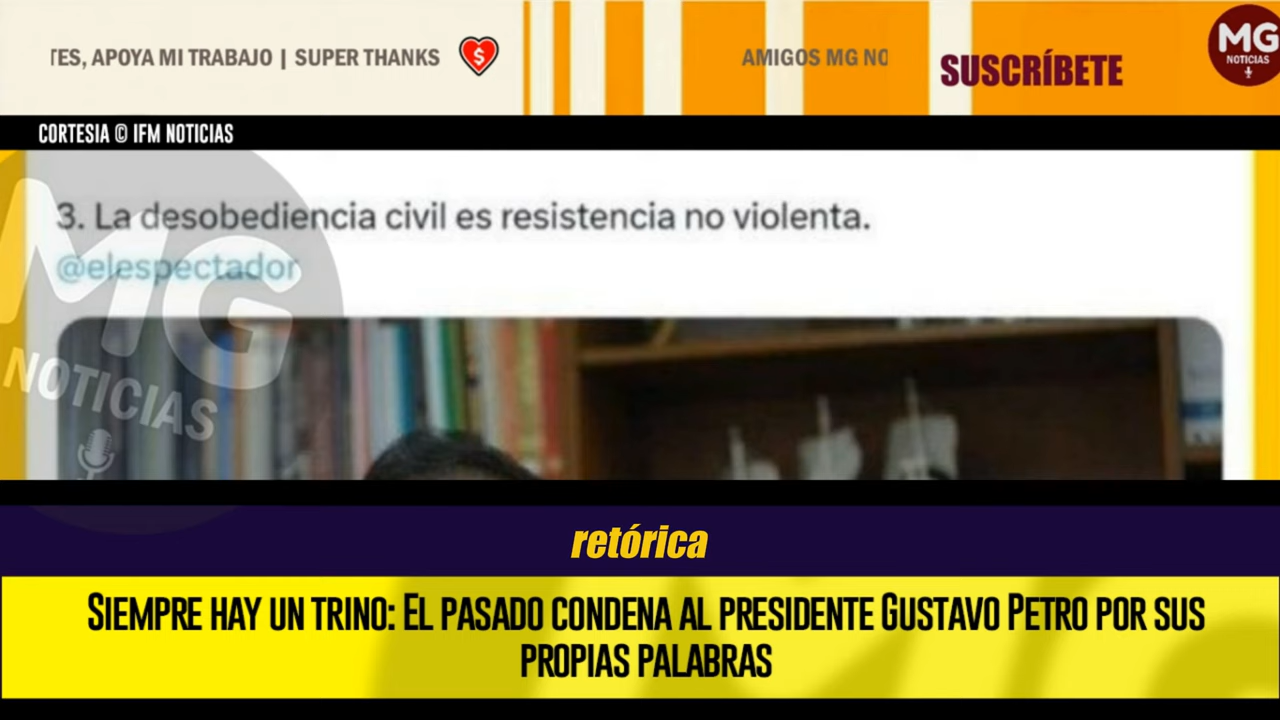 TES, APOYA MI TRABAJO | SUPER THANKS
AMIGOS MG NO
SUSCRÍBETE
MG
NOTICIAS
CORTESIA © IFM NOTICIAS
3. La desobediencia civil es resistencia no violenta.
@elespectador
MG
NOTICIAS
retórica
SIEMPRE HAY UN TRINO: EL PASADO CONDENA AL PRESIDENTE GUSTAVO PETRO POR SUS
PROPIAS PALABRAS